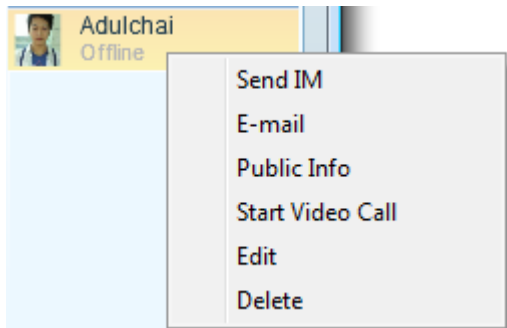 Adulchai
Offline
Send IM
E-mail
Public Info
Start Video Call
Edit
Delete